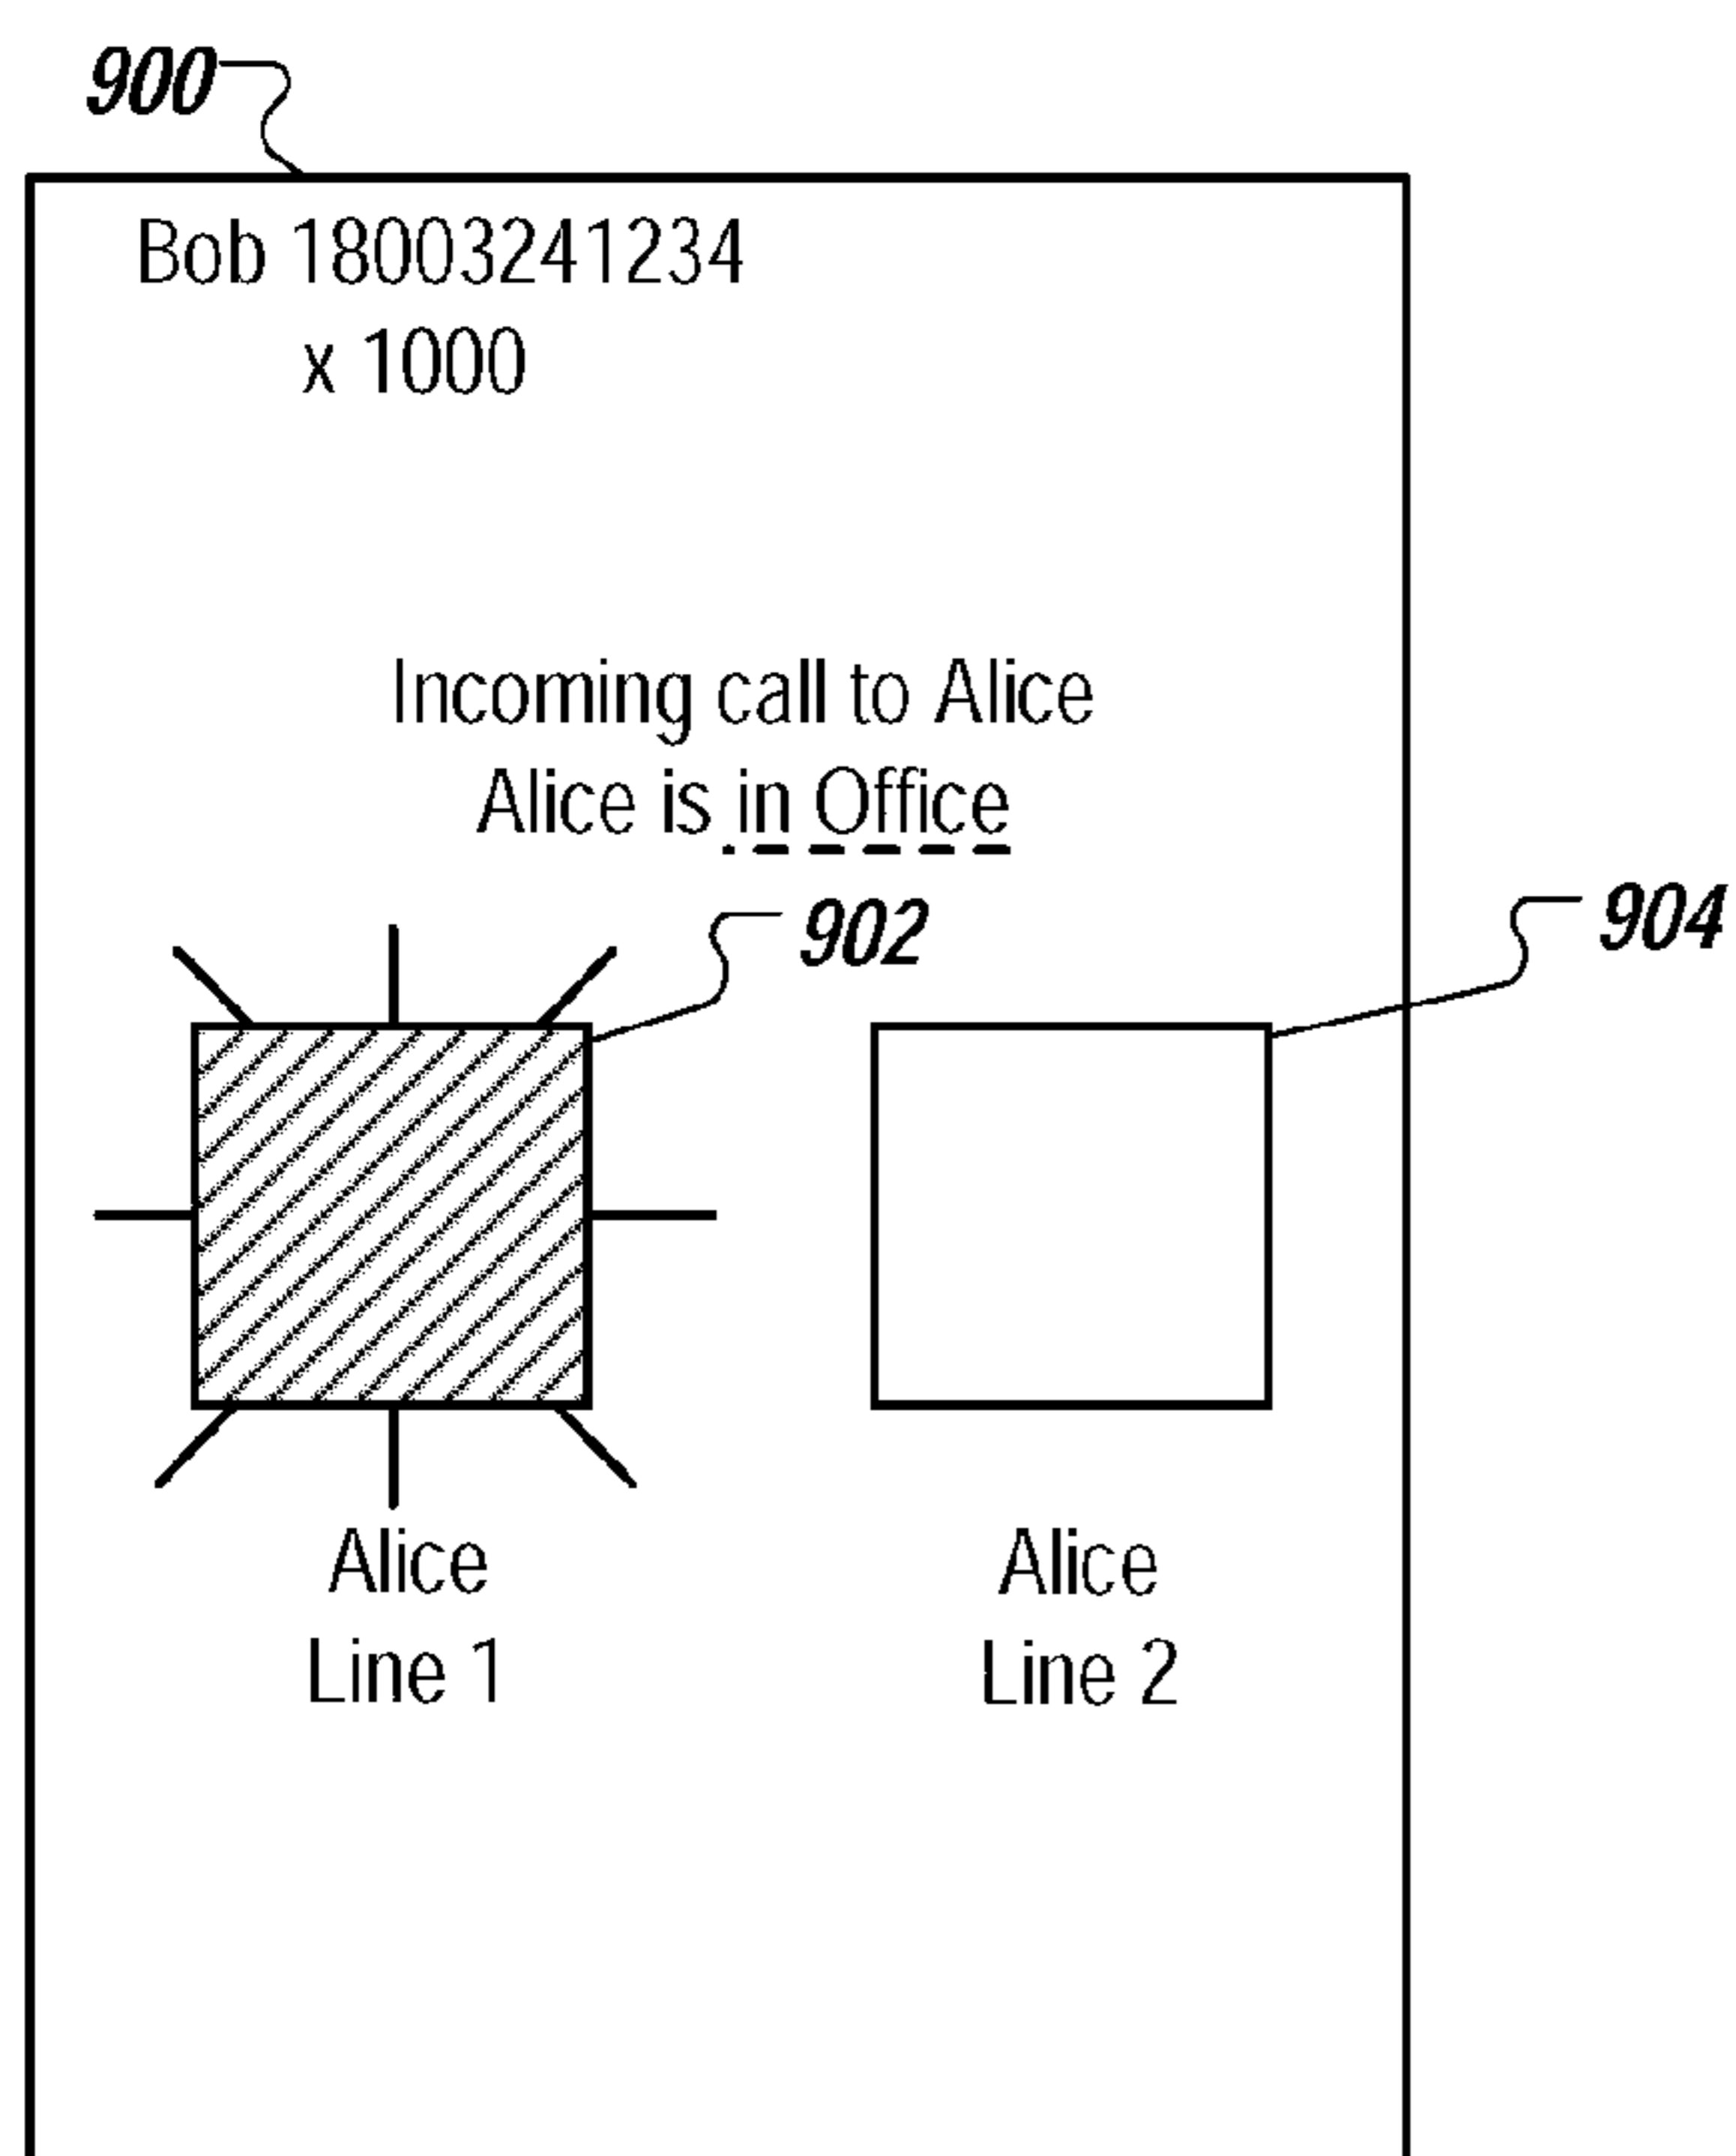 900
Bob 18003241234
x 1000
Incoming call to Alice
Alice is in Office
902
904
Alice
Line 1
Alice
Line 2